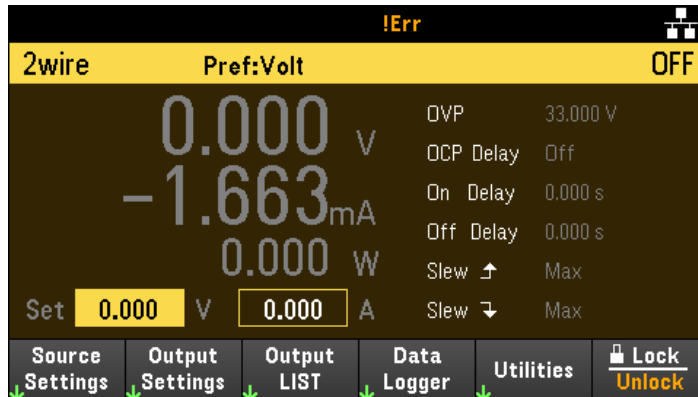 !Err
2wire Pref:Volt OFF
0.000 V
-1.663mA
0.000 W
Set 0.000 V 0.000 A
OVP 33.000 V
OCP Delay Off
On Delay 0.000 s
Off Delay 0.000 s
Slew Max
Slew Max
Source Settings
Output Settings
Output LIST
Data Logger
Utilities
Lock
Unlock